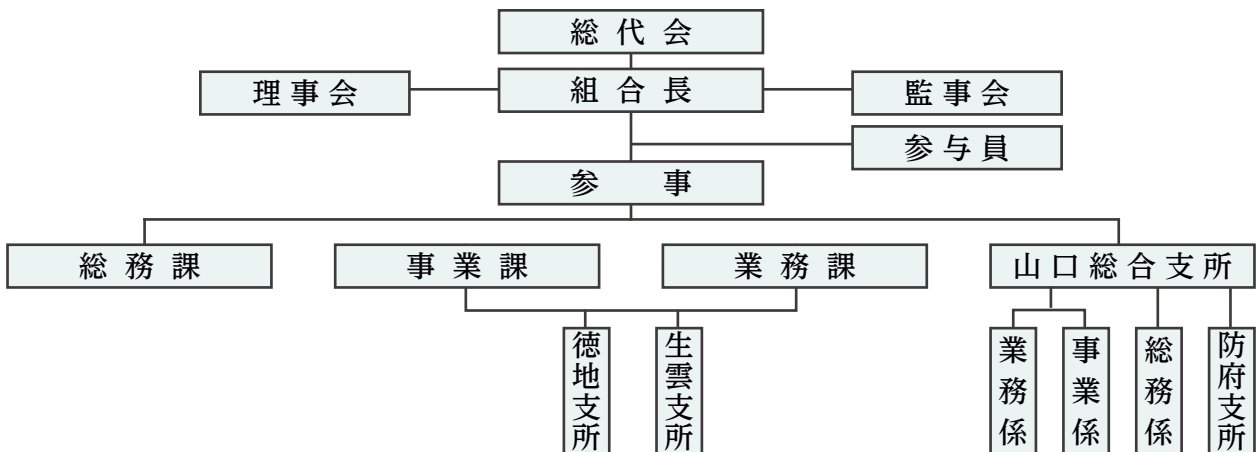 総代会
理事会
組合長
監事会
参与員
参事
総務課
事業課
業務課
山口総合支所
徳地支所
生雲支所
業務係
事業係
総務係
防府支所